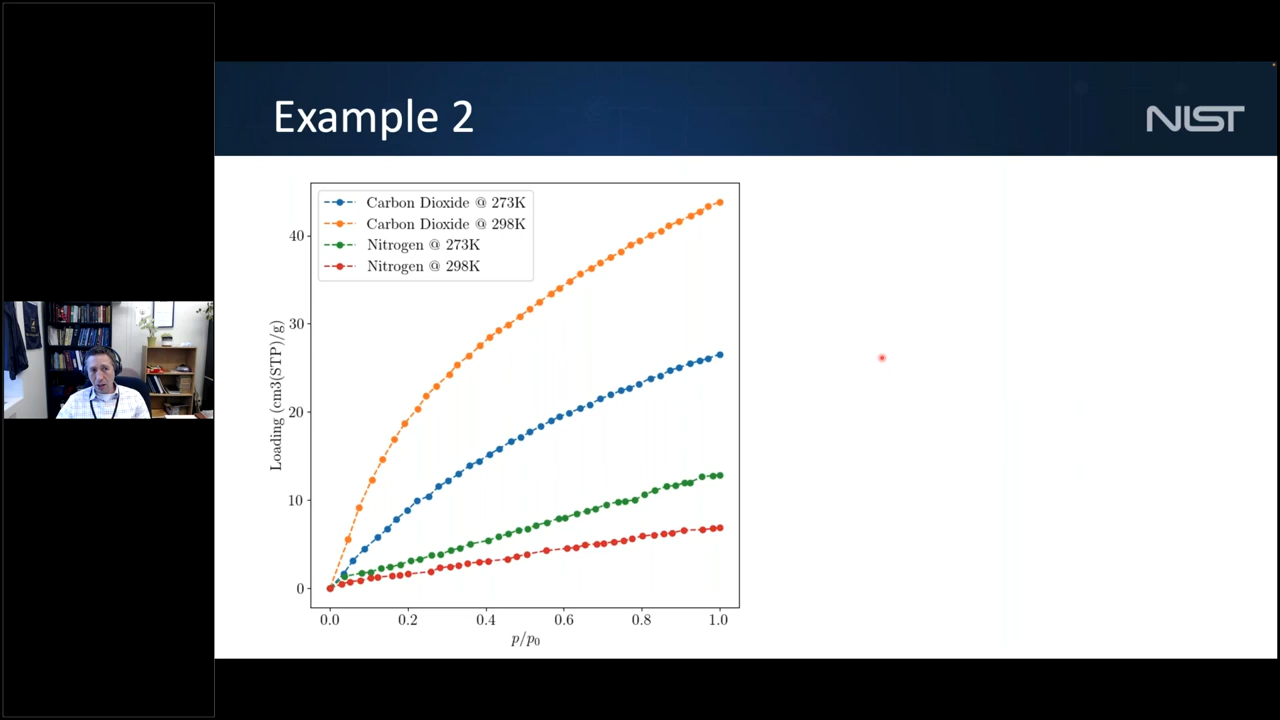 Example 2
NIST
Carbon Dioxide @ 273K
Carbon Dioxide @ 298K
Nitrogen @ 273K
Nitrogen @ 298K
Loading (cm3(STP)/g)
40
30
20
10
0
0.0 0.2 0.4 0.6 0.8 1.0
p/p0